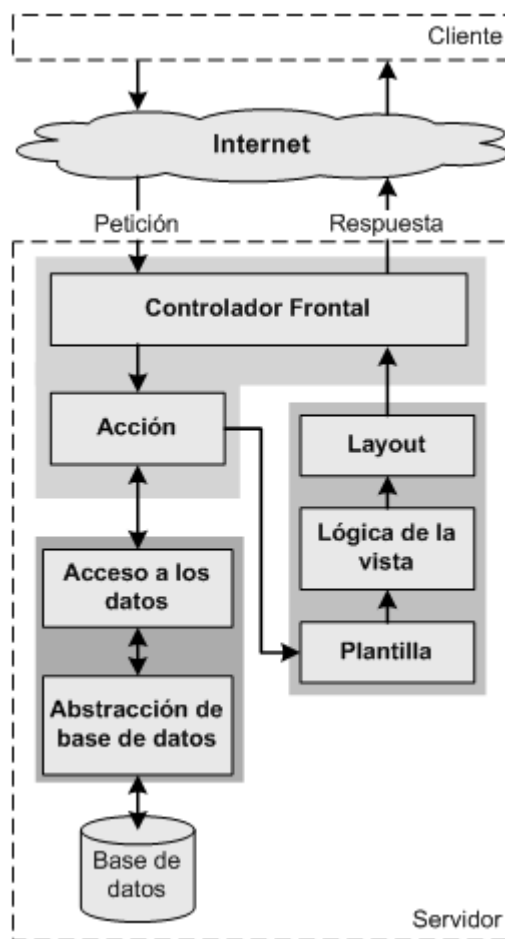 Cliente
Internet
Petición
Respuesta
Controlador Frontal
Acción
Layout
Lógica de la
vista
Acceso a los
datos
Plantilla
Abstracción de
base de datos
Base de
datos
Servidor